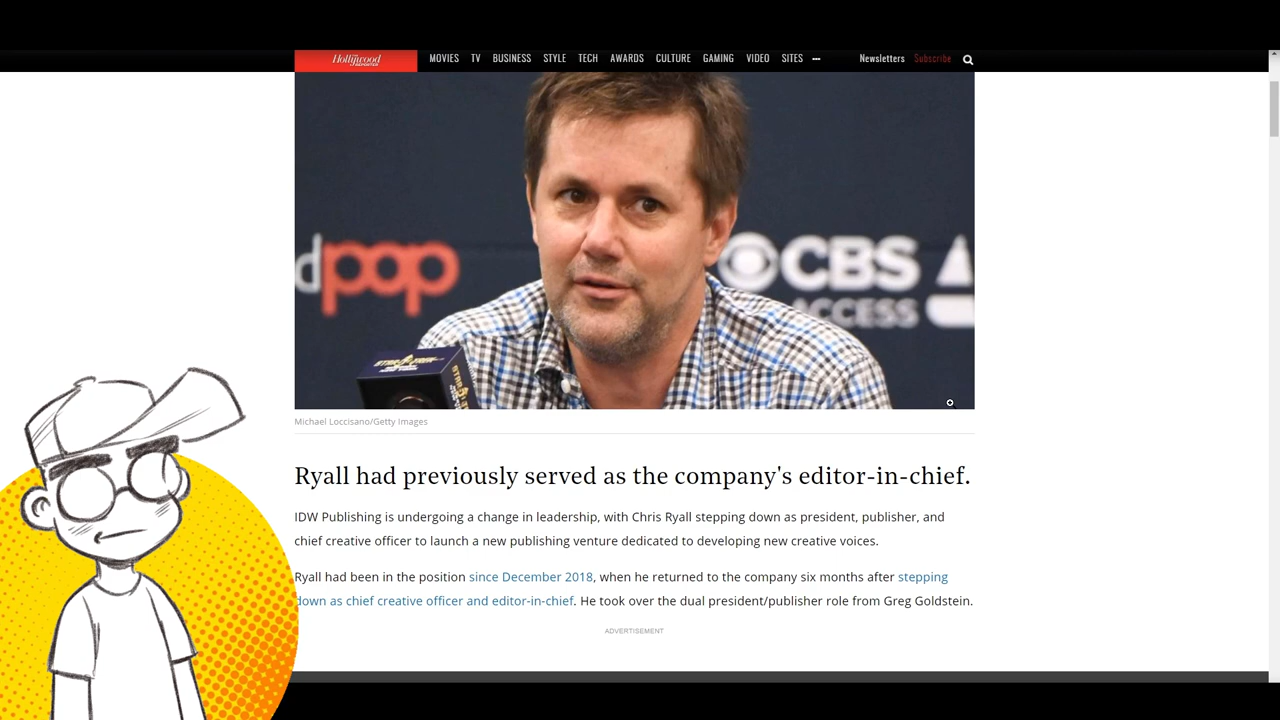 Hollywood
REPORTER
MOVIES TV BUSINESS STYLE TECH AWARDS CULTURE GAMING VIDEO SITES ••• Newsletters Subscribe
dpop
CBS
ACCESS
STAR TREK
Michael Loccisano/Getty Images
Ryall had previously served as the company's editor-in-chief.
IDW Publishing is undergoing a change in leadership, with Chris Ryall stepping down as president, publisher, and
chief creative officer to launch a new publishing venture dedicated to developing new creative voices.
Ryall had been in the position since December 2018, when he returned to the company six months after stepping
down as chief creative officer and editor-in-chief. He took over the dual president/publisher role from Greg Goldstein.
ADVERTISEMENT